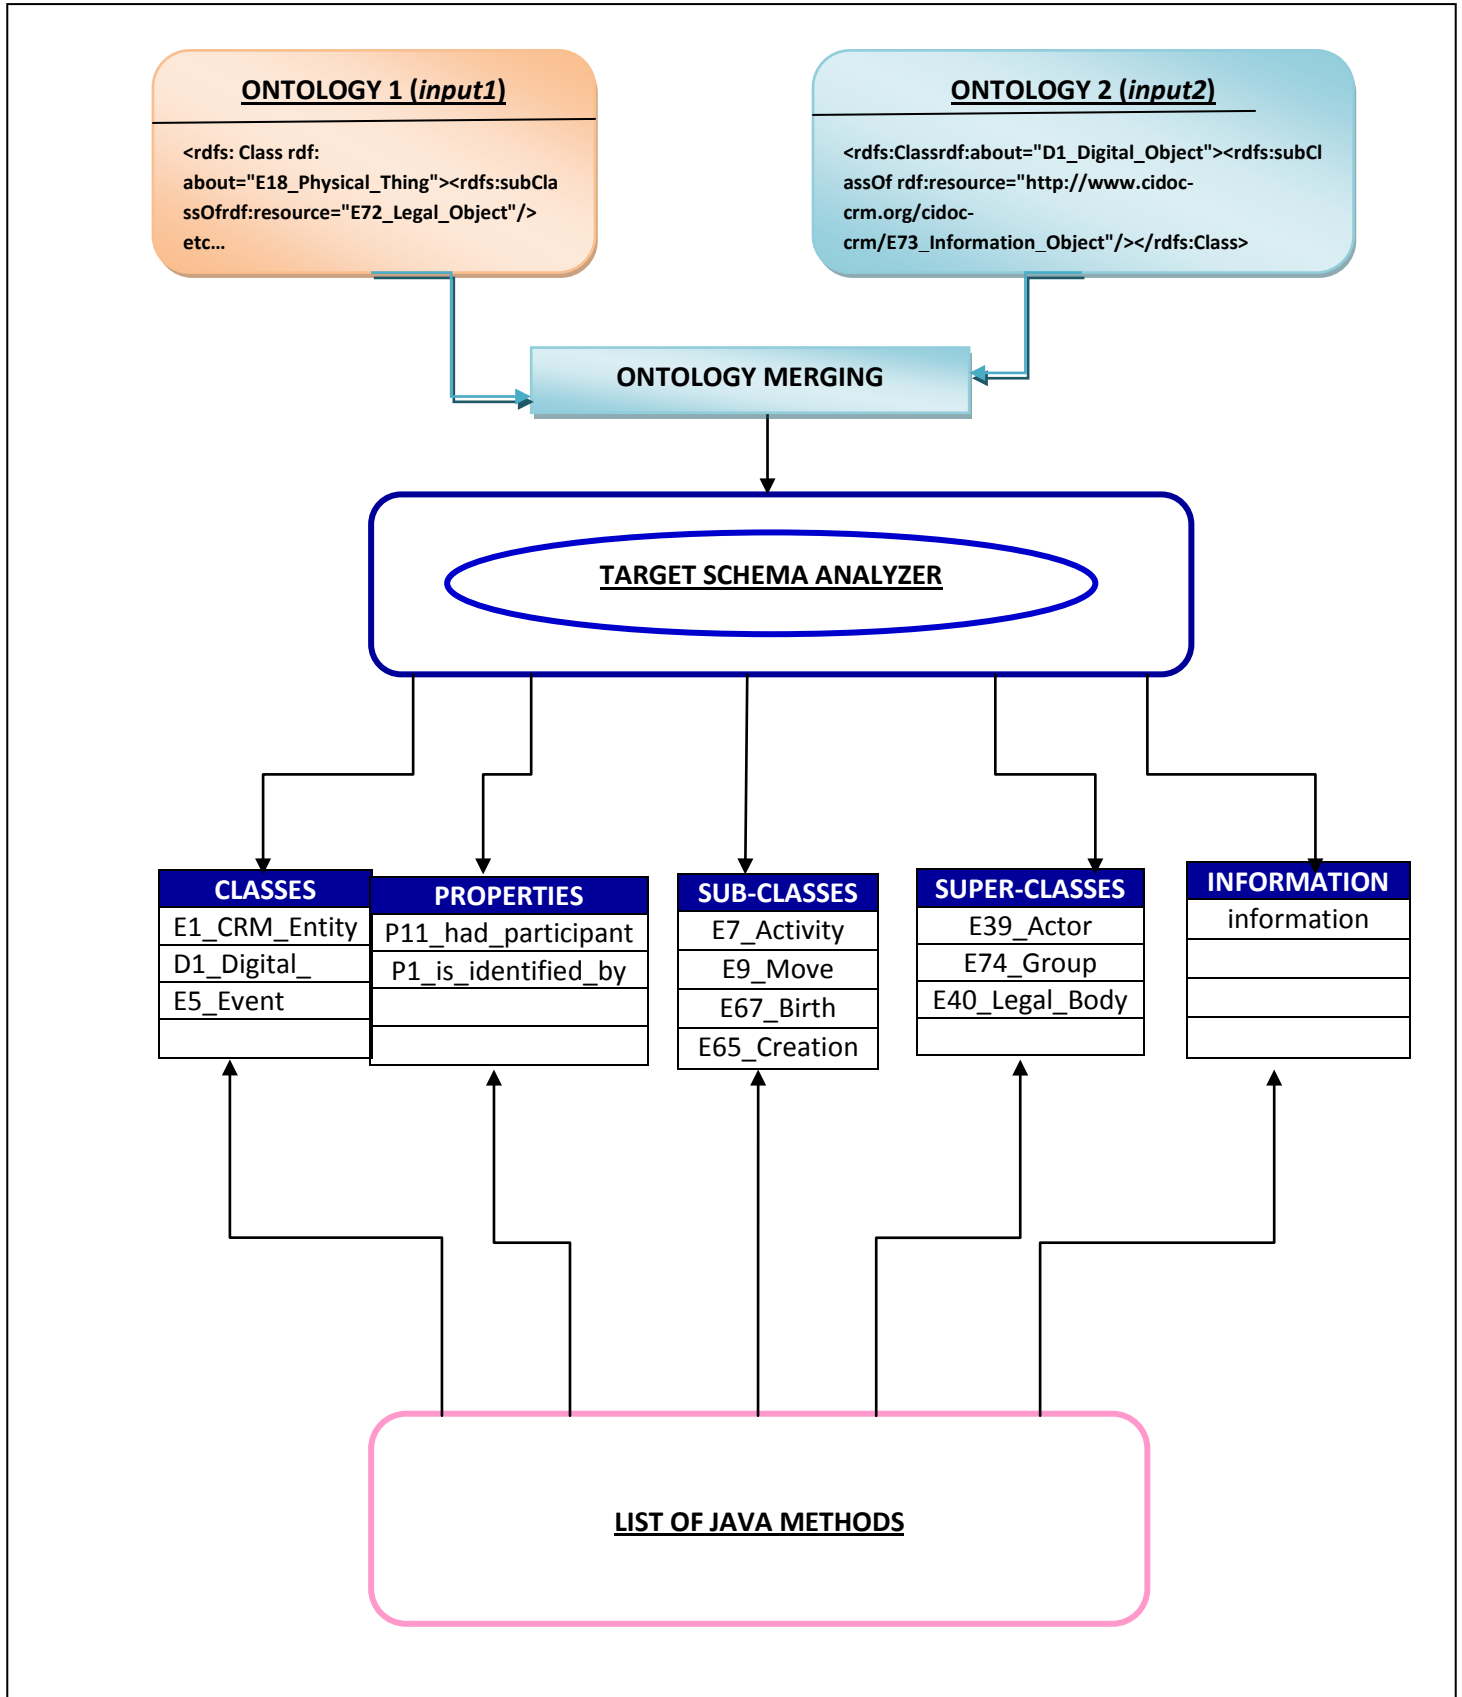 ONTOLOGY 1 (input1)
<rdfs: Class rdf:
about="E18_Physical_Thing"><rdfs:subCla
ssOfrdf:resource="E72_Legal_Object"/>
etc...
ONTOLOGY 2 (input2)
<rdfs:Classrdf:about="D1_Digital_Object"><rdfs:subCl
assOf rdf:resource="http://www.cidoc-
crm.org/cidoc-
crm/E73_Information_Object"/></rdfs:Class>
ONTOLOGY MERGING
TARGET SCHEMA ANALYZER
CLASSES
E1_CRM_Entity
D1_Digital_
E5_Event
PROPERTIES
P11_had_participant
P1_is_identified_by
SUB-CLASSES
E7_Activity
E9_Move
E67_Birth
E65_Creation
SUPER-CLASSES
E39_Actor
E74_Group
E40_Legal_Body
INFORMATION
information
LIST OF JAVA METHODS